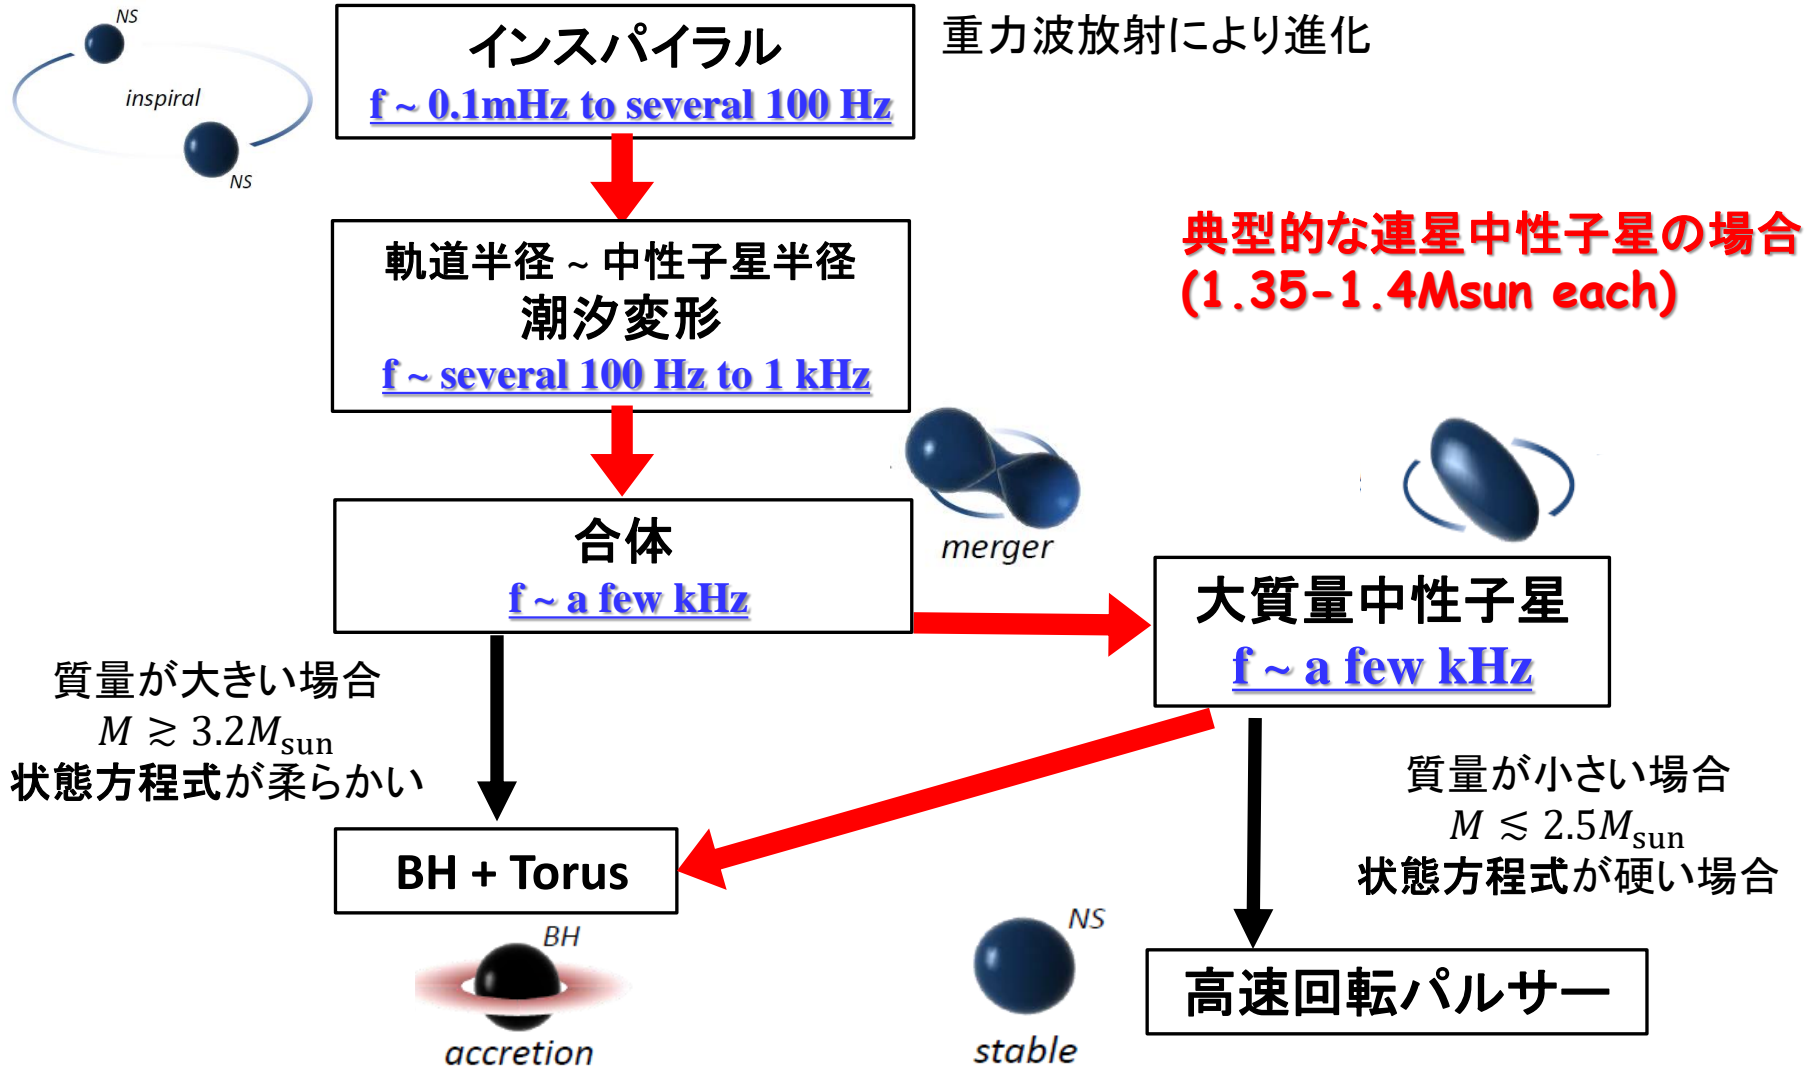 NS
inspiral
NS
インスパイラル
f ~ 0.1mHz to several 100 Hz
重力波放射により進化
軌道半径 ~ 中性子星半径
潮汐変形
f ~ several 100 Hz to 1 kHz
典型的な連星中性子星の場合
(1.35-1.4Msun each)
合体
f ~ a few kHz
merger
大質量中性子星
f ~ a few kHz
質量が大きい場合
M ≳ 3.2M_sun
状態方程式が柔らかい
質量が小さい場合
M ≲ 2.5M_sun
状態方程式が硬い場合
BH + Torus
BH
accretion
NS
stable
高速回転パルサー